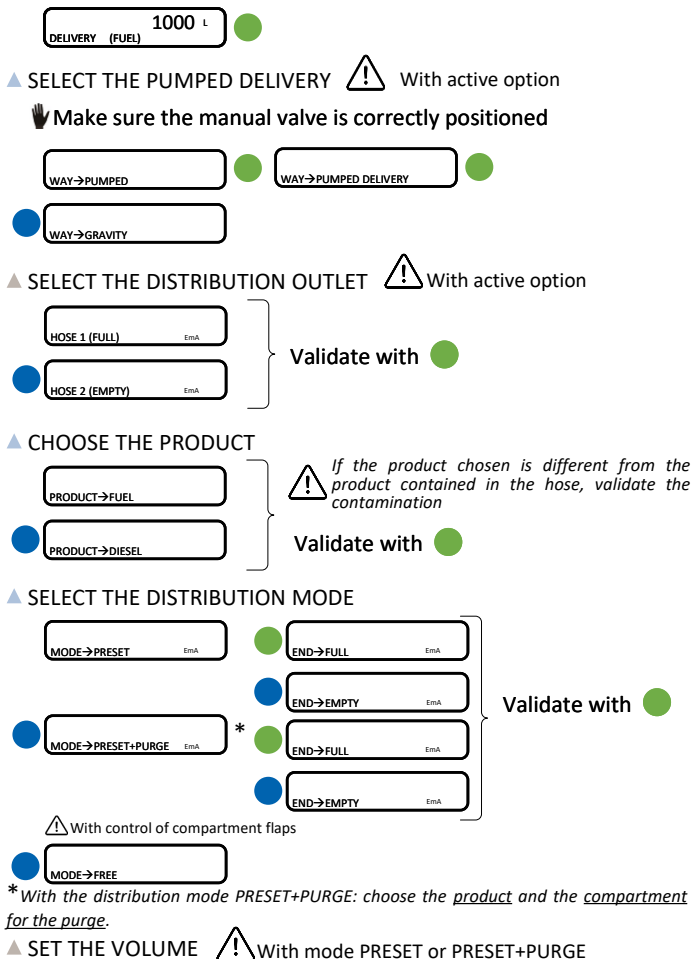 1000 L
DELIVERY (FUEL)
SELECT THE PUMPED DELIVERY With active option
Make sure the manual valve is correctly positioned
WAY→PUMPED WAY→PUMPED DELIVERY
WAY→GRAVITY
SELECT THE DISTRIBUTION OUTLET With active option
HOSE 1 (FULL) EmA
Validate with
HOSE 2 (EMPTY) EmA
CHOOSE THE PRODUCT
If the product chosen is different from the
product contained in the hose, validate the
contamination
PRODUCT→FUEL
PRODUCT→DIESEL
Validate with
SELECT THE DISTRIBUTION MODE
MODE→PRESET EmA END→FULL EmA
END→EMPTY EmA
Validate with
MODE→PRESET+PURGE EmA * END→FULL EmA
END→EMPTY EmA
With control of compartment flaps
MODE→FREE
*With the distribution mode PRESET+PURGE: choose the product and the compartment
for the purge.
SET THE VOLUME With mode PRESET or PRESET+PURGE